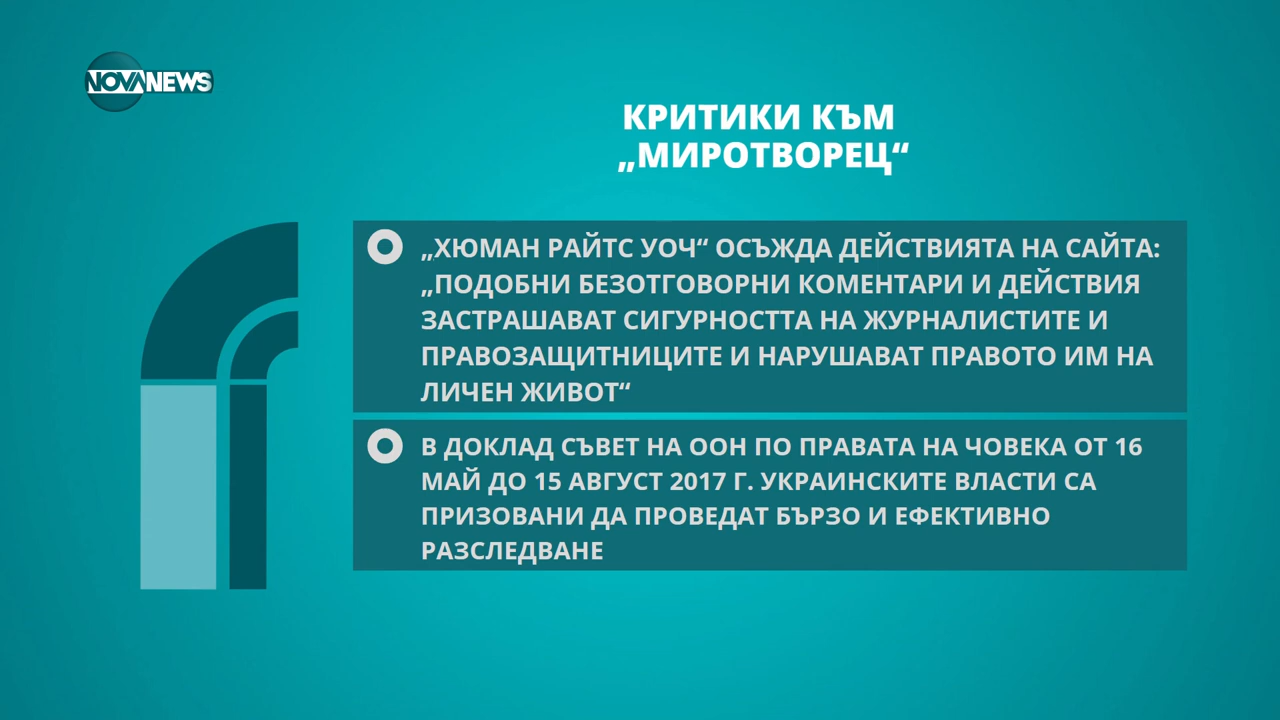 NOVANEWS
КРИТИКИ КЪМ
„МИРОТВОРЕЦ“
„ХЮМАН РАЙТС УОЧ“ ОСЪЖДА ДЕЙСТВИЯТА НА САЙТА:
„ПОДОБНИ БЕЗОТГОВОРНИ КОМЕНТАРИ И ДЕЙСТВИЯ
ЗАСТРАШАВАТ СИГУРНОСТТА НА ЖУРНАЛИСТИТЕ И
ПРАВОЗАЩИТНИЦИТЕ И НАРУШАВАТ ПРАВОТО ИМ НА
ЛИЧЕН ЖИВОТ“
В ДОКЛАД СЪВЕТ НА ООН ПО ПРАВАТА НА ЧОВЕКА ОТ 16
МАЙ ДО 15 АВГУСТ 2017 Г. УКРАИНСКИТЕ ВЛАСТИ СА
ПРИЗОВАНИ ДА ПРОВЕДАТ БЪРЗО И ЕФЕКТИВНО
РАЗСЛЕДВАНЕ